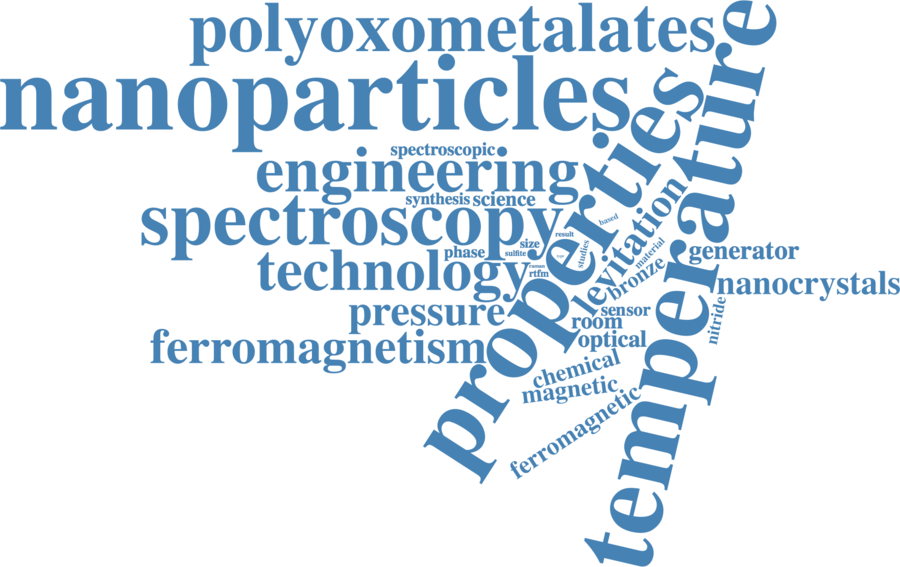 polyoxometalates
nanoparticles
temperature
properties
spectroscopic
engineering
synthesis
science
spectroscopy
based
result
levitation
studies
size
material
phase
sulfite
generator
raman
rtfm
technology
bronze
nanocrystals
pressure
sensor
nitride
room
ferromagnetism
optical
chemical
magnetic
ferromagnetic